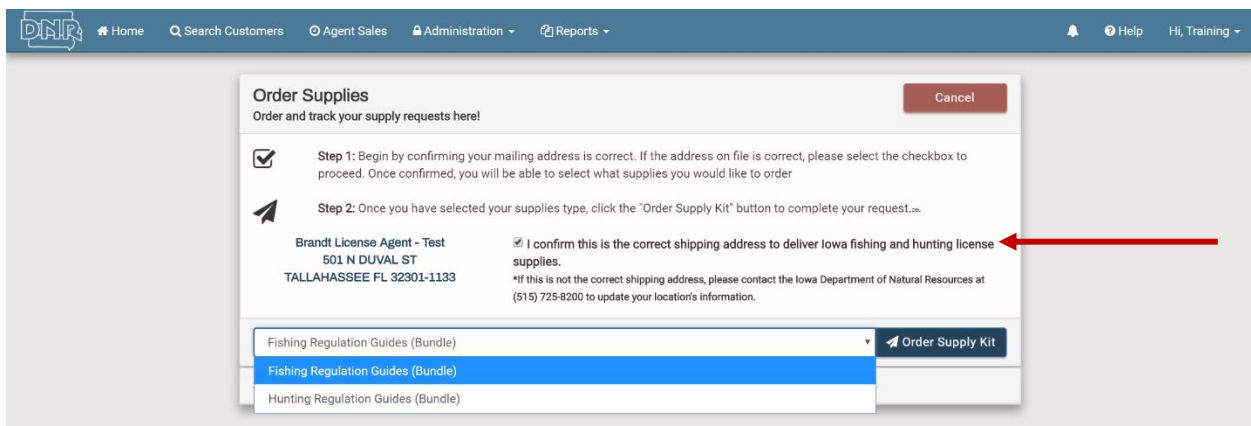 DNR Home Search Customers Agent Sales Administration Reports Help Hi, Training
Order Supplies
Cancel
Order and track your supply requests here!
Step 1: Begin by confirming your mailing address is correct. If the address on file is correct, please select the checkbox to
proceed. Once confirmed, you will be able to select what supplies you would like to order
Step 2: Once you have selected your supplies type, click the "Order Supply Kit" button to complete your request.
Brandt License Agent - Test
501 N DUVAL ST
TALLAHASSEE FL 32301-1133
I confirm this is the correct shipping address to deliver Iowa fishing and hunting license
supplies.
*If this is not the correct shipping address, please contact the Iowa Department of Natural Resources at
(515) 725-8200 to update your location's information.
Fishing Regulation Guides (Bundle)
Order Supply Kit
Fishing Regulation Guides (Bundle)
Hunting Regulation Guides (Bundle)